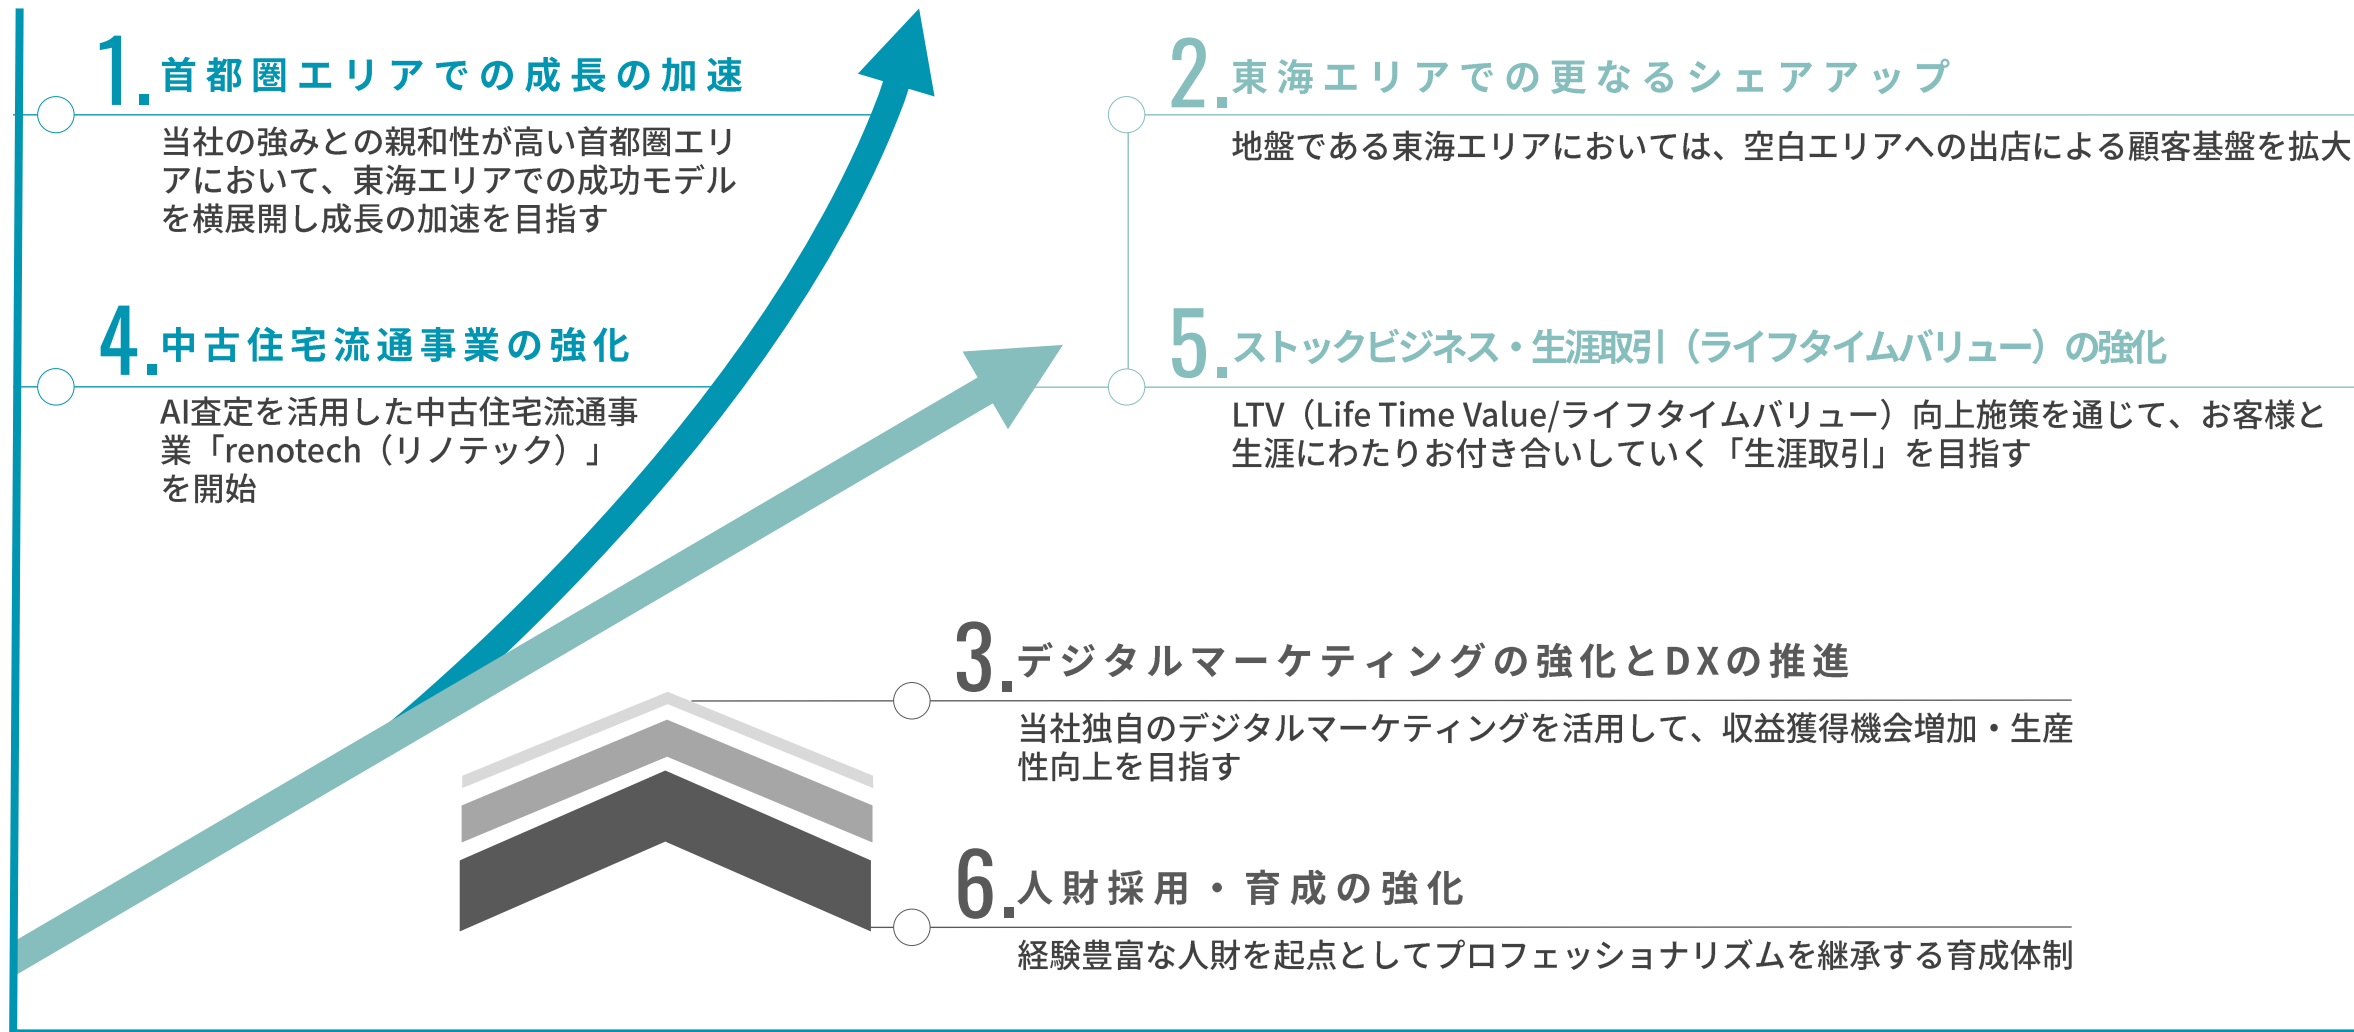 1.首都圏エリアでの成長の加速
当社の強みとの親和性が高い首都圏エリ
アにおいて、東海エリアでの成功モデル
を横展開し成長の加速を目指す
2.東海エリアでの更なるシェアアップ
地盤である東海エリアにおいては、空白エリアへの出店による顧客基盤を拡大
4.中古住宅流通事業の強化
AI査定を活用した中古住宅流通事
業「renotech（リノテック）」
を開始
5.ストックビジネス・生涯取引（ライフタイムバリュー）の強化
LTV（Life Time Value/ライフタイムバリュー）向上施策を通じて、お客様と
生涯にわたりお付き合いしていく「生涯取引」を目指す
3.デジタルマーケティングの強化とDXの推進
当社独自のデジタルマーケティングを活用して、収益獲得機会増加・生産
性向上を目指す
6.人財採用・育成の強化
経験豊富な人財を起点としてプロフェッショナリズムを継承する育成体制